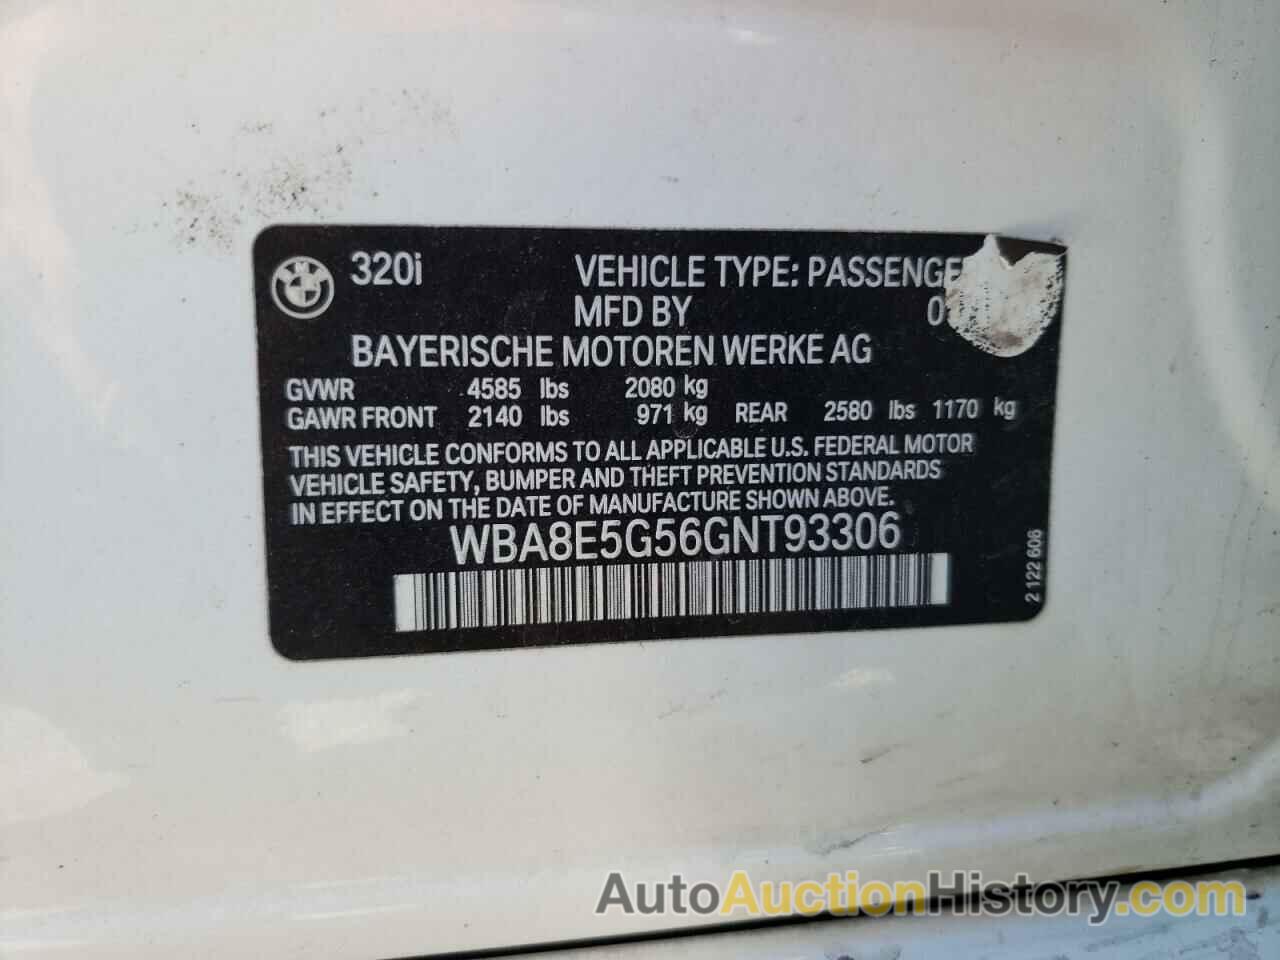 BMW
320i VEHICLE TYPE: PASSENGE
MFD BY 0
BAYERISCHE MOTOREN WERKE AG
GVWR 4585 lbs 2080 kg
GAWR FRONT 2140 lbs 971 kg REAR 2580 lbs 1170 kg
THIS VEHICLE CONFORMS TO ALL APPLICABLE U.S. FEDERAL MOTOR
VEHICLE SAFETY, BUMPER AND THEFT PREVENTION STANDARDS
IN EFFECT ON THE DATE OF MANUFACTURE SHOWN ABOVE.
WBA8E5G56GNT93306
2 122 606
AutoAuctionHistory.com